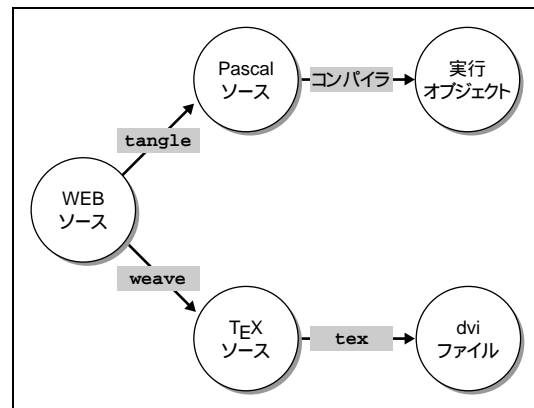 Pascal
ソース
コンパイラ
実行
オブジェクト
tangle
WEB
ソース
weave
TEX
ソース
tex
dvi
ファイル